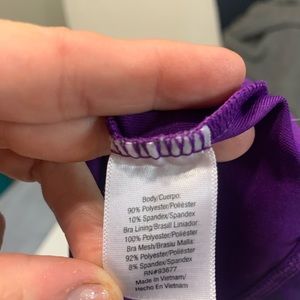 Body/Cuerpo:
90% Polyester/Poliéster
10% Spandex/Spandex
Bra Lining/Brasil Liniador:
100% Polyester/Poliéster
Bra Mesh/Brasiu Malla:
92% Polyester/Poliéster
8% Spandex/Spandex
RN#93677
Made in Vietnam/
Hecho En Vietnam